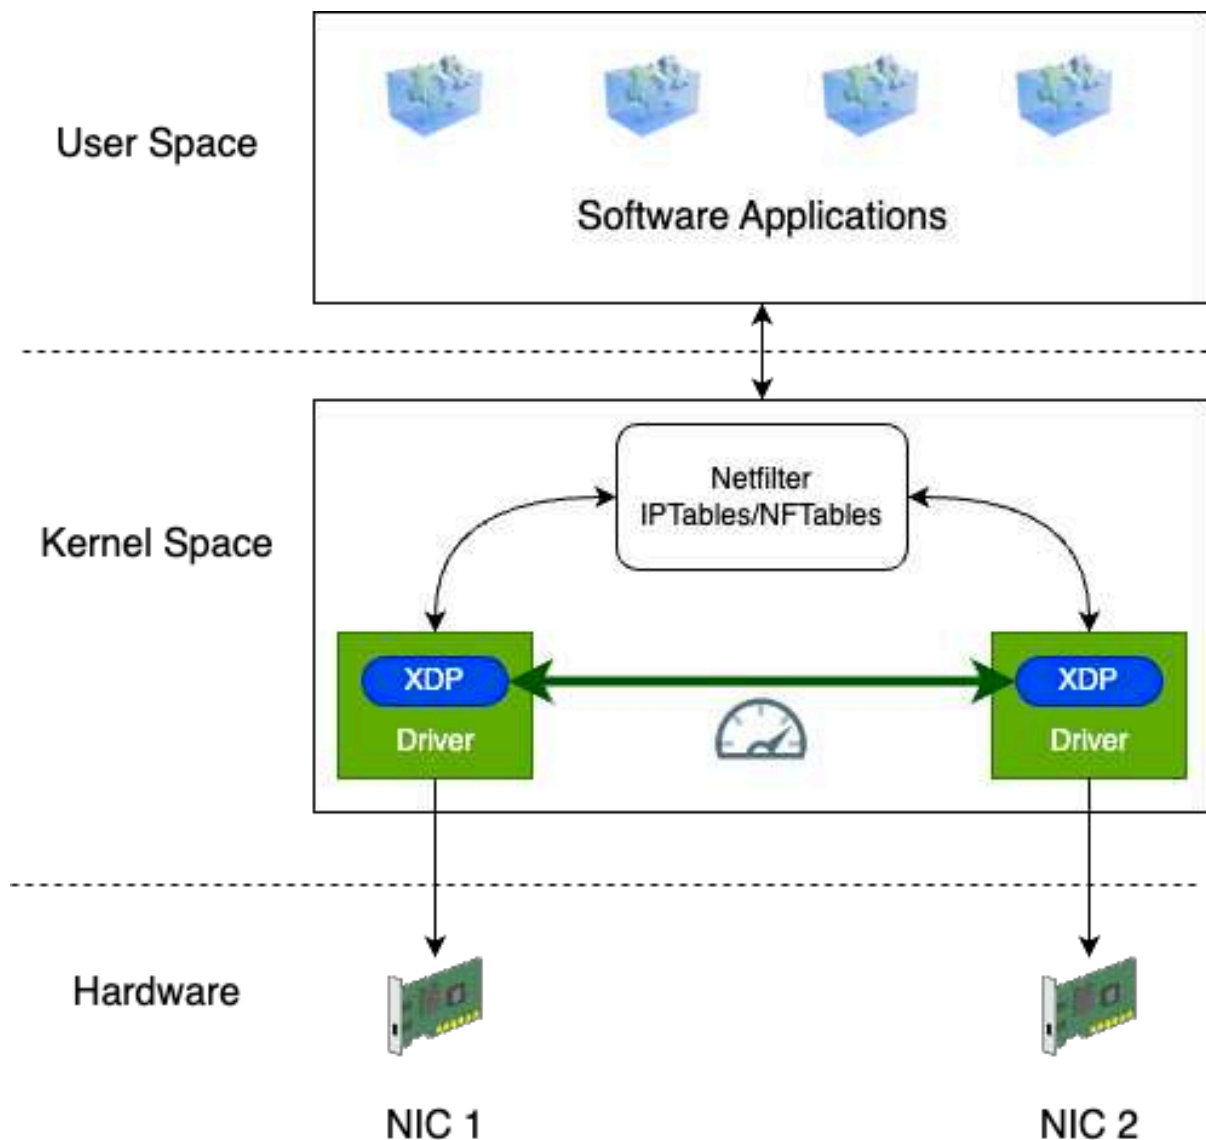 User Space
Software Applications
Netfilter
IPTables/NFTables
Kernel Space
XDP
XDP
Driver
Driver
Hardware
NIC 1
NIC 2